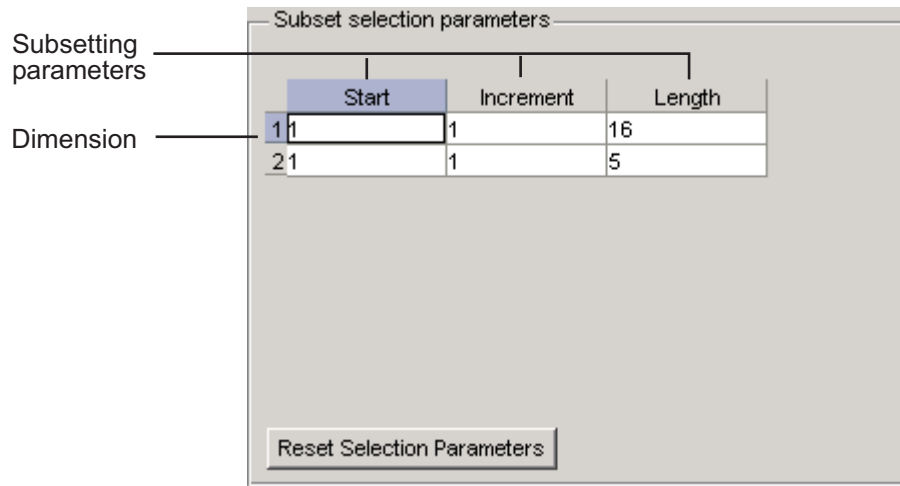 Subset selection parameters
Subsetting
parameters
Start Increment Length
Dimension
1 1 1 16
2 1 1 5
Reset Selection Parameters